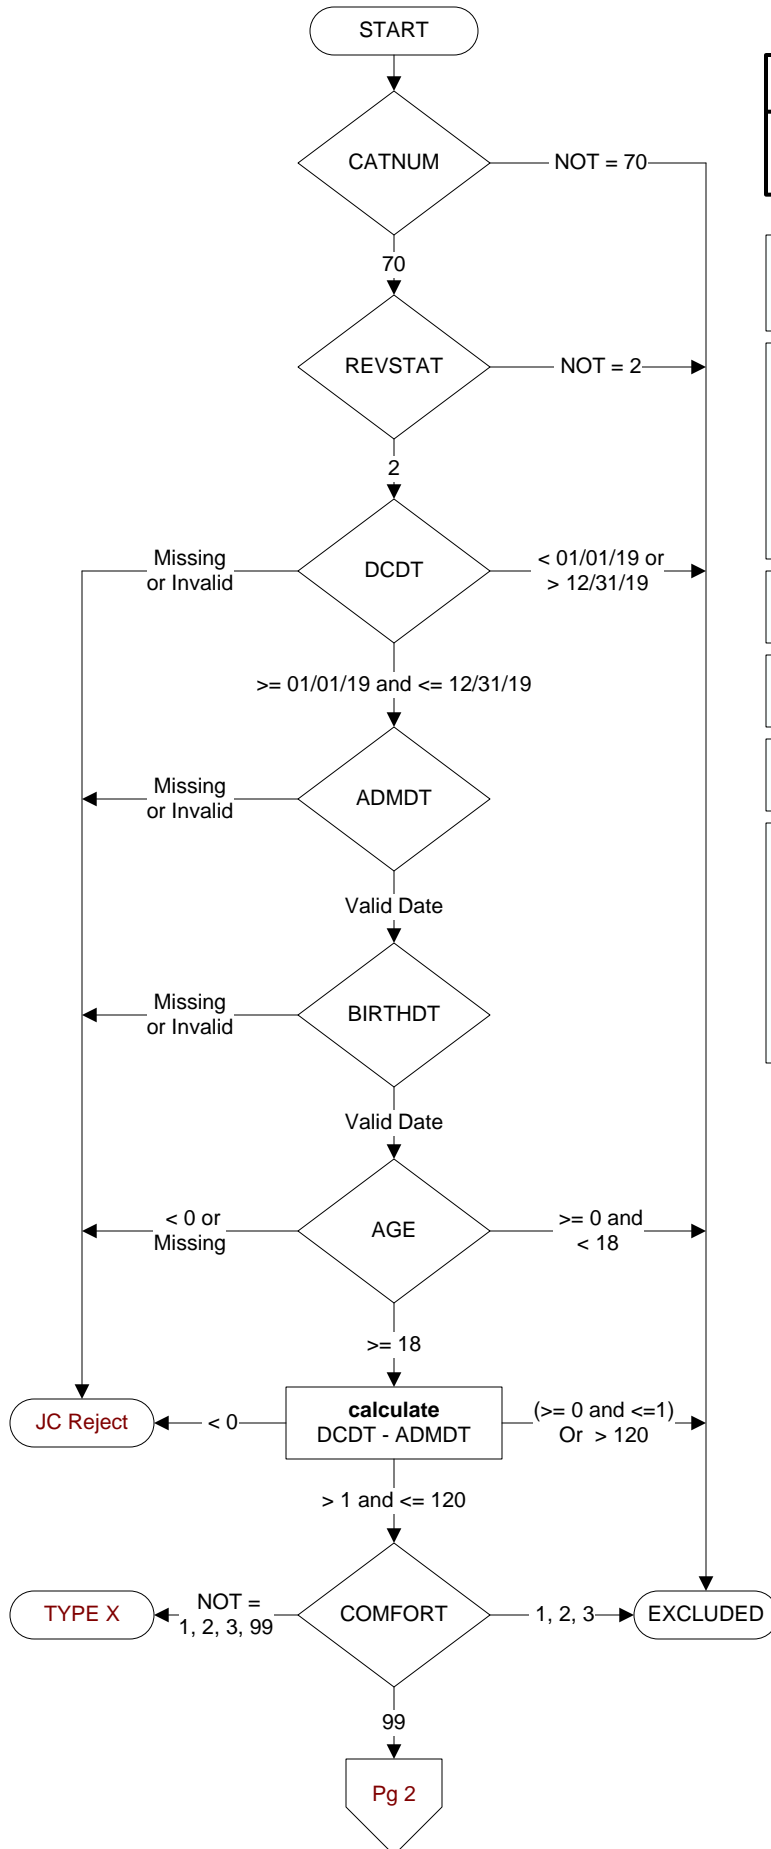 START
CATNUM
NOT = 70
70
REVSTAT
NOT = 2
2
Missing
or Invalid
DCDT
< 01/01/19 or
> 12/31/19
>= 01/01/19 and <= 12/31/19
Missing
or Invalid
ADMDT
Valid Date
Missing
or Invalid
BIRTHDT
Valid Date
< 0 or
Missing
AGE
>= 0 and
< 18
>= 18
JC Reject
< 0
calculate
DCDT - ADMDT
(>= 0 and <=1)
Or > 120
> 1 and <= 120
TYPE X
NOT =
1, 2, 3, 99
COMFORT
1, 2, 3
EXCLUDED
99
Pg 2